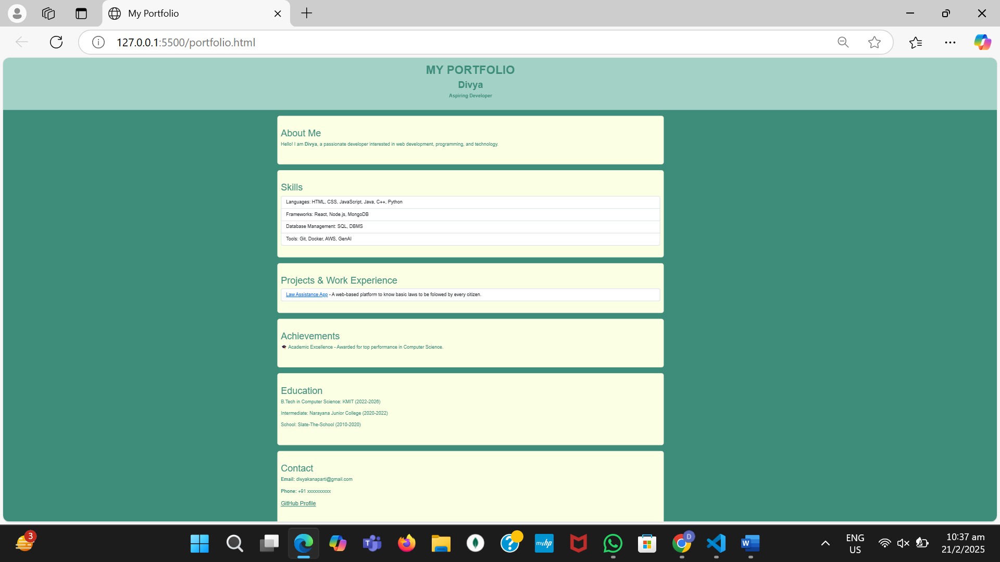 My Portfolio
127.0.0.1:5500/portfolio.html
MY PORTFOLIO
Divya
Aspiring Developer
About Me
Hello! I am Divya, a passionate developer interested in web development, programming, and technology.
Skills
Languages: HTML, CSS, JavaScript, Java, C++, Python
Frameworks: React, Node.js, MongoDB
Database Management: SQL, DBMS
Tools: Git, Docker, AWS, GenAI
Projects & Work Experience
Law Assistance App - A web-based platform to know basic laws to be folowed by every citizen.
Achievements
Academic Excellence - Awarded for top performance in Computer Science.
Education
B.Tech in Computer Science: KMIT (2022-2026)
Intermediate: Narayana Junior College (2020-2022)
School: Slate-The-School (2010-2020)
Contact
Email: divyakanaparti@gmail.com
Phone: +91 xxxxxxxxxx
GitHub Profile
3
T
?
myhp
D
W
ENG
US
10:37 am
21/2/2025